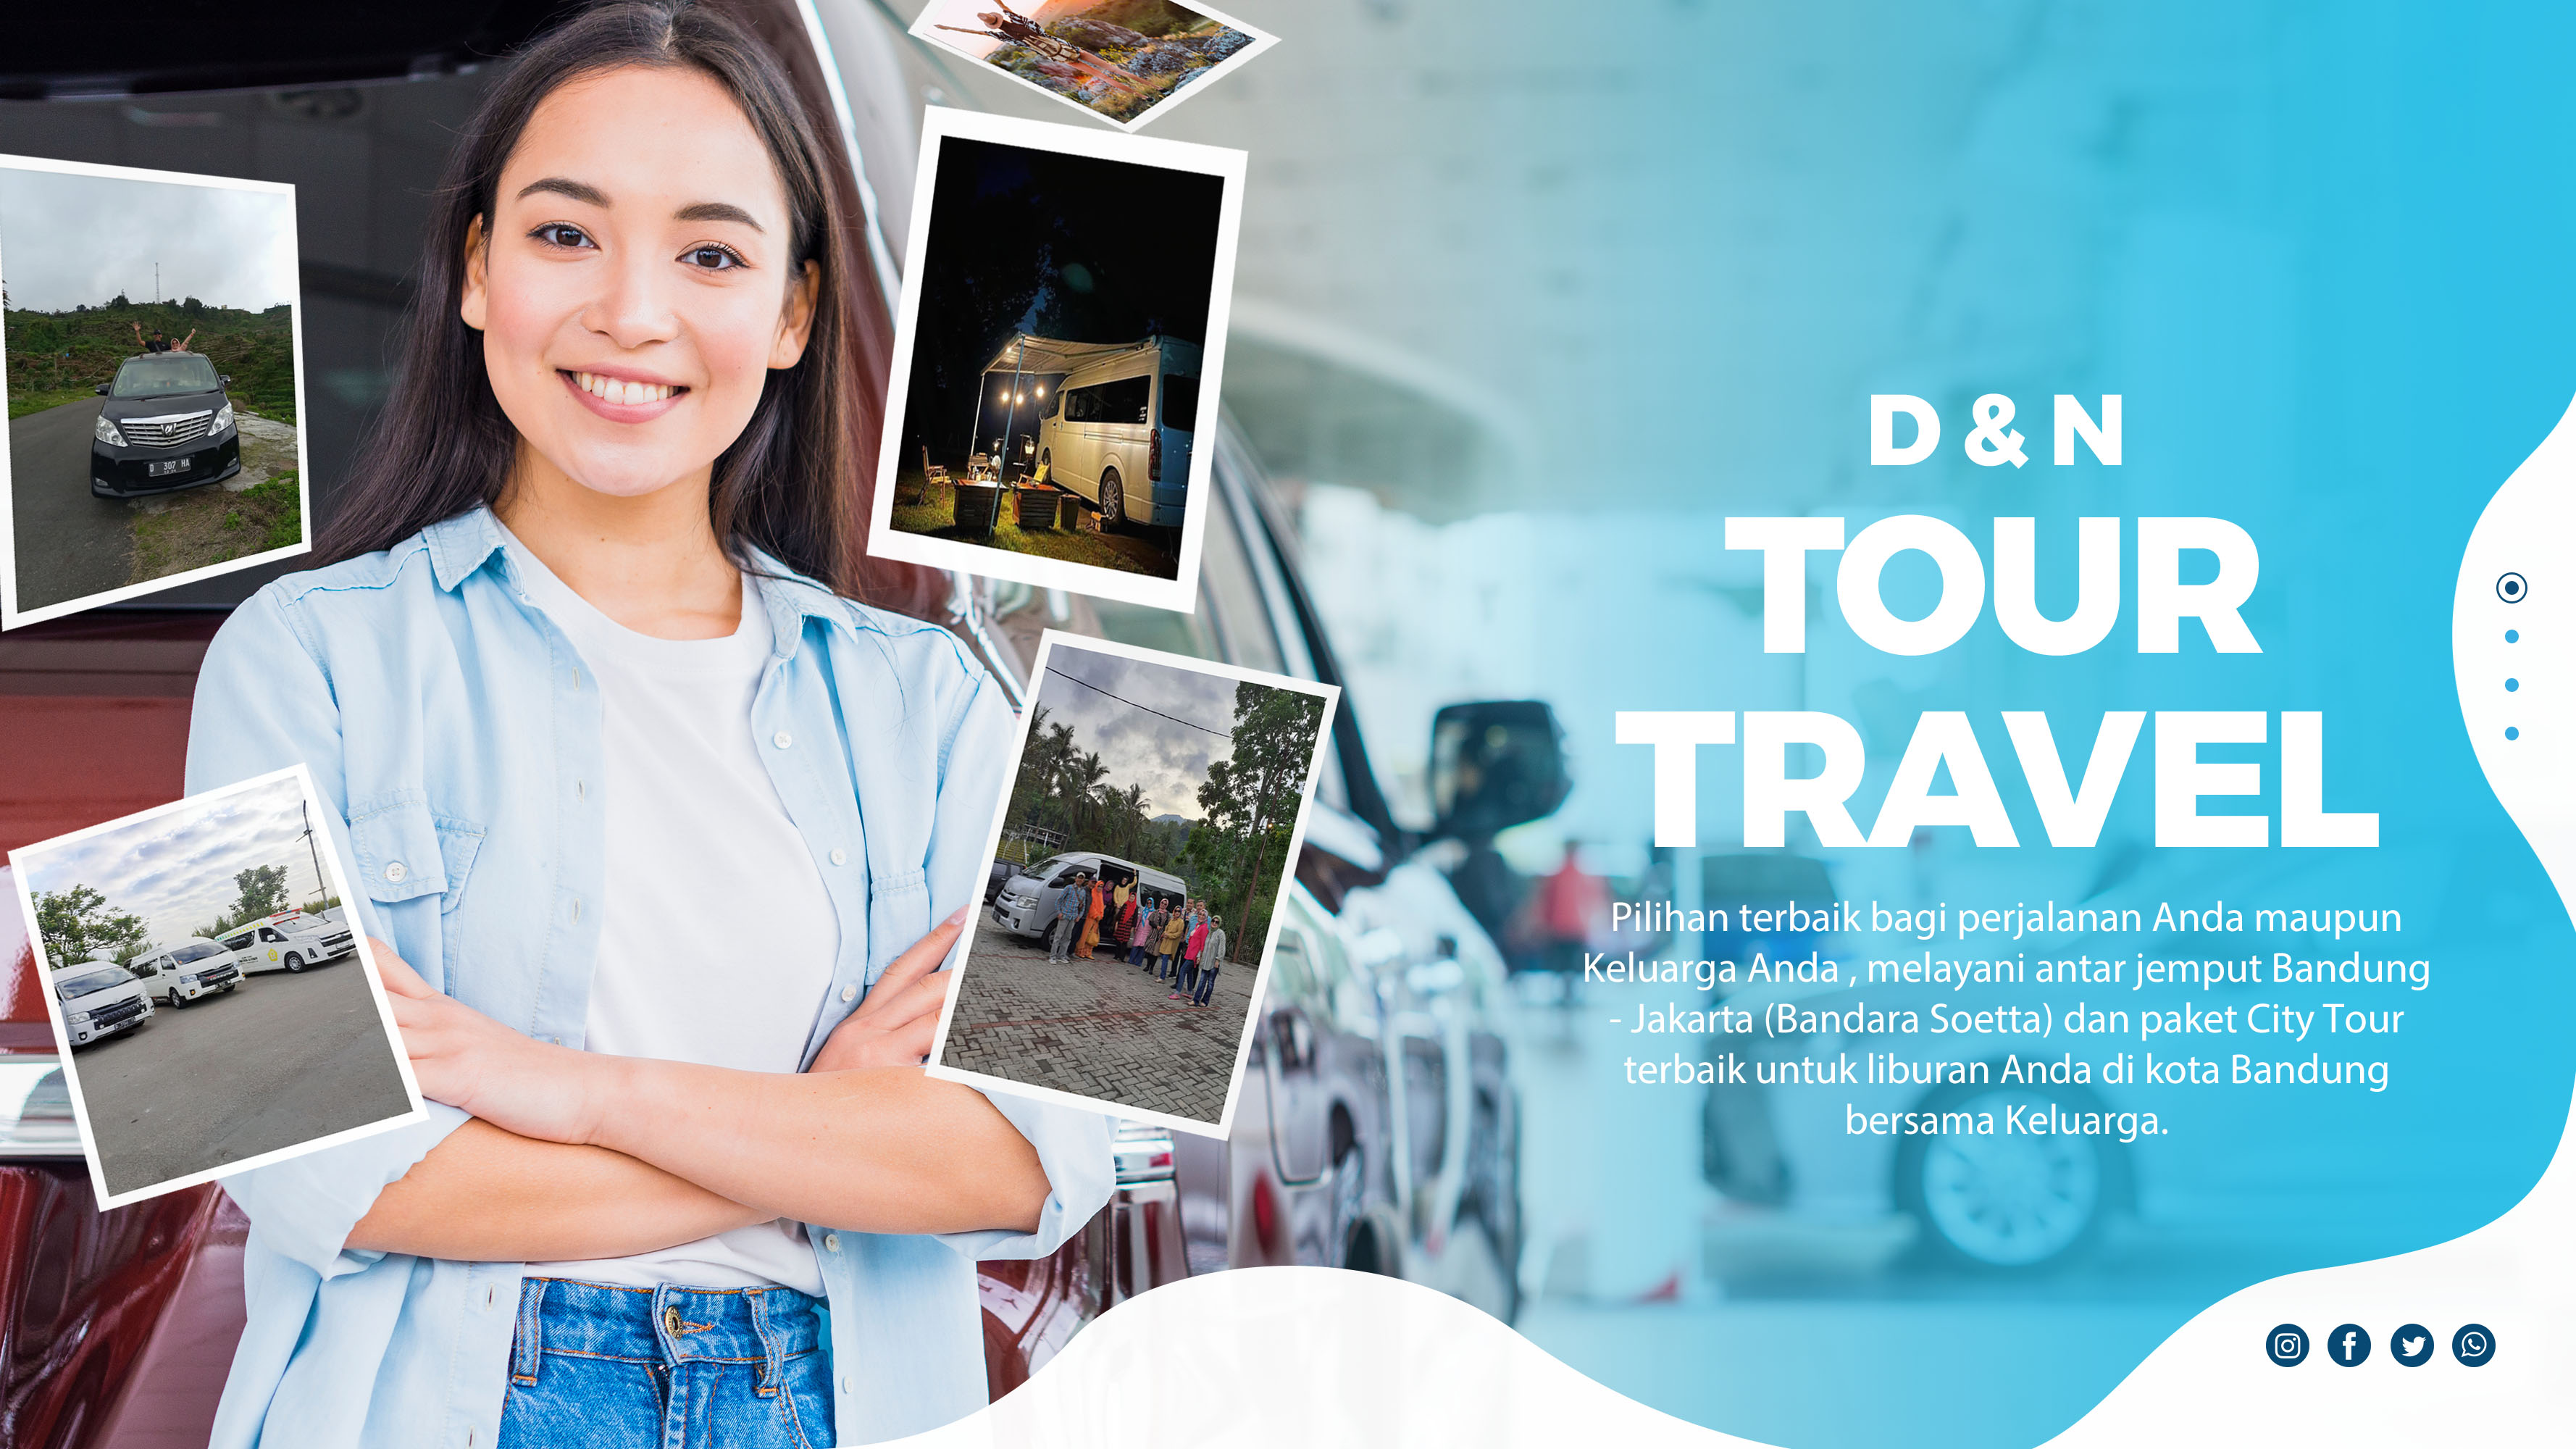 D & N
TOUR
TRAVEL
Pilihan terbaik bagi perjalanan Anda maupun
Keluarga Anda , melayani antar jemput Bandung
- Jakarta (Bandara Soetta) dan paket City Tour
terbaik untuk liburan Anda di kota Bandung
bersama Keluarga.
D 307 HA